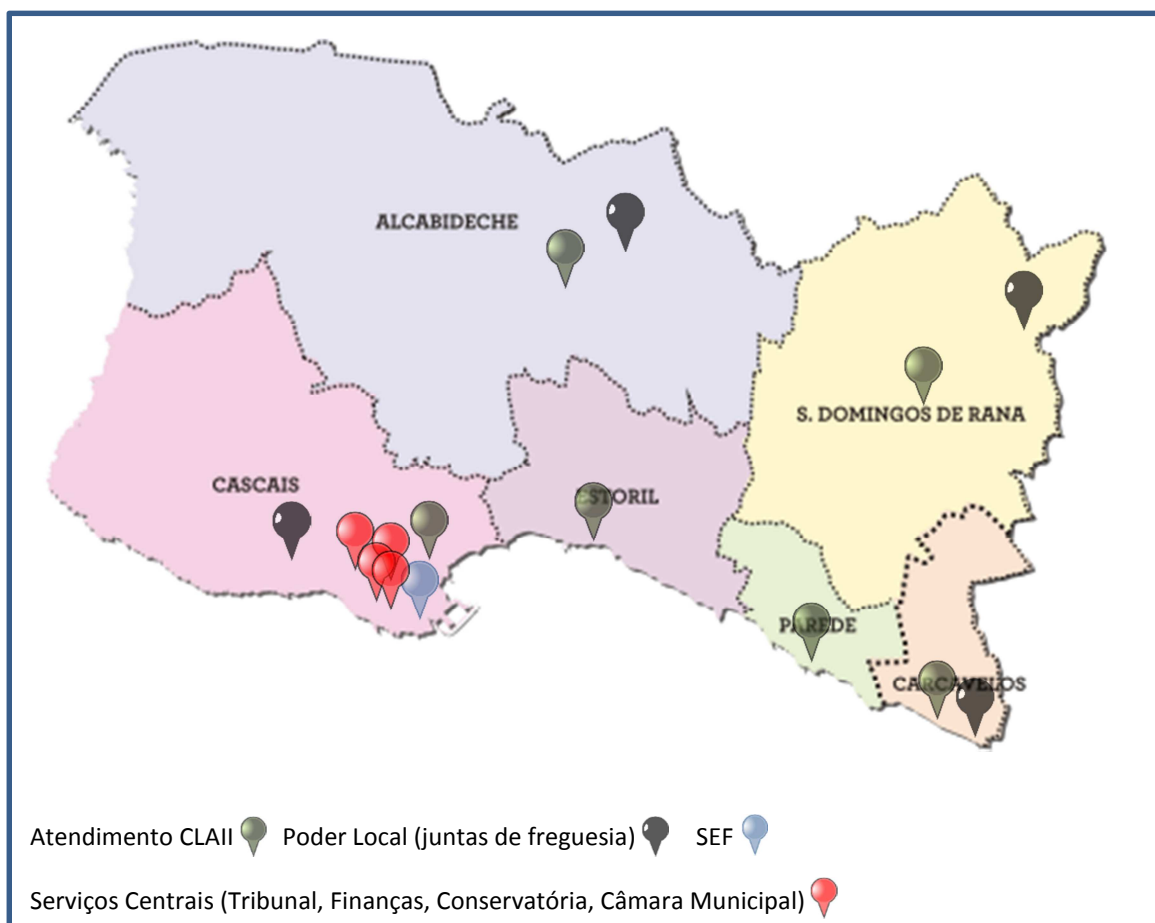 ALCABIDECHE
S. DOMINGOS DE RANA
CASCAIS
ESTORIL
PAREDE
CARCAVELOS
Atendimento CLAII Poder Local (juntas de freguesia) SEF
Serviços Centrais (Tribunal, Finanças, Conservatória, Câmara Municipal)